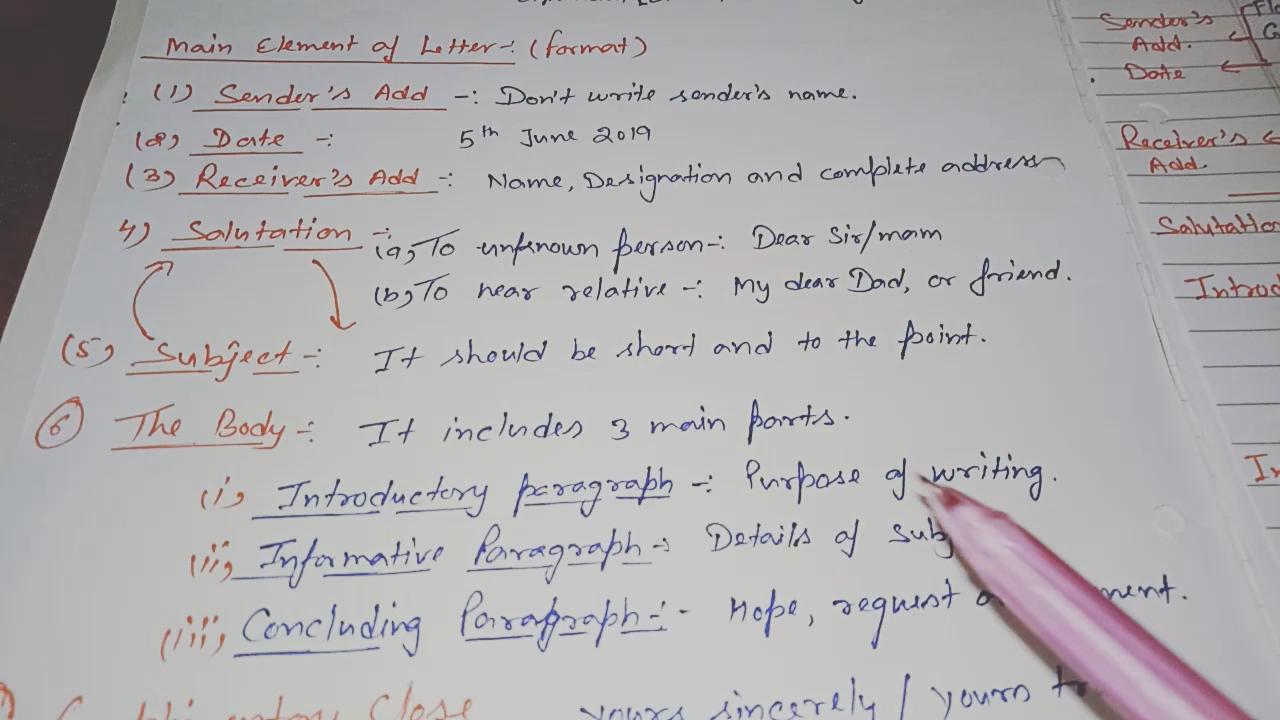 Main Element of Letter-: (format)
(1) Sender's Add -: Don't write sender's name.
(2) Date -: 5th June 2019
(3) Receiver's Add -: Name, Designation and complete address
4) Salutation -: (a) To unknown person-: Dear Sir/mam
(b) To near relative -: My dear Dad, or friend.
(5) Subject-: It should be short and to the point.
6 The Body-: It includes 3 main parts.
(i) Introductory paragraph -: Purpose of writing.
(ii) Informative Paragraph-: Details of sub
(iii) Concluding Paragraph-: - Hope, request
Close yours sincerely / yours
Sender's
Add.
Date
Receiver's
Add.
Salutation